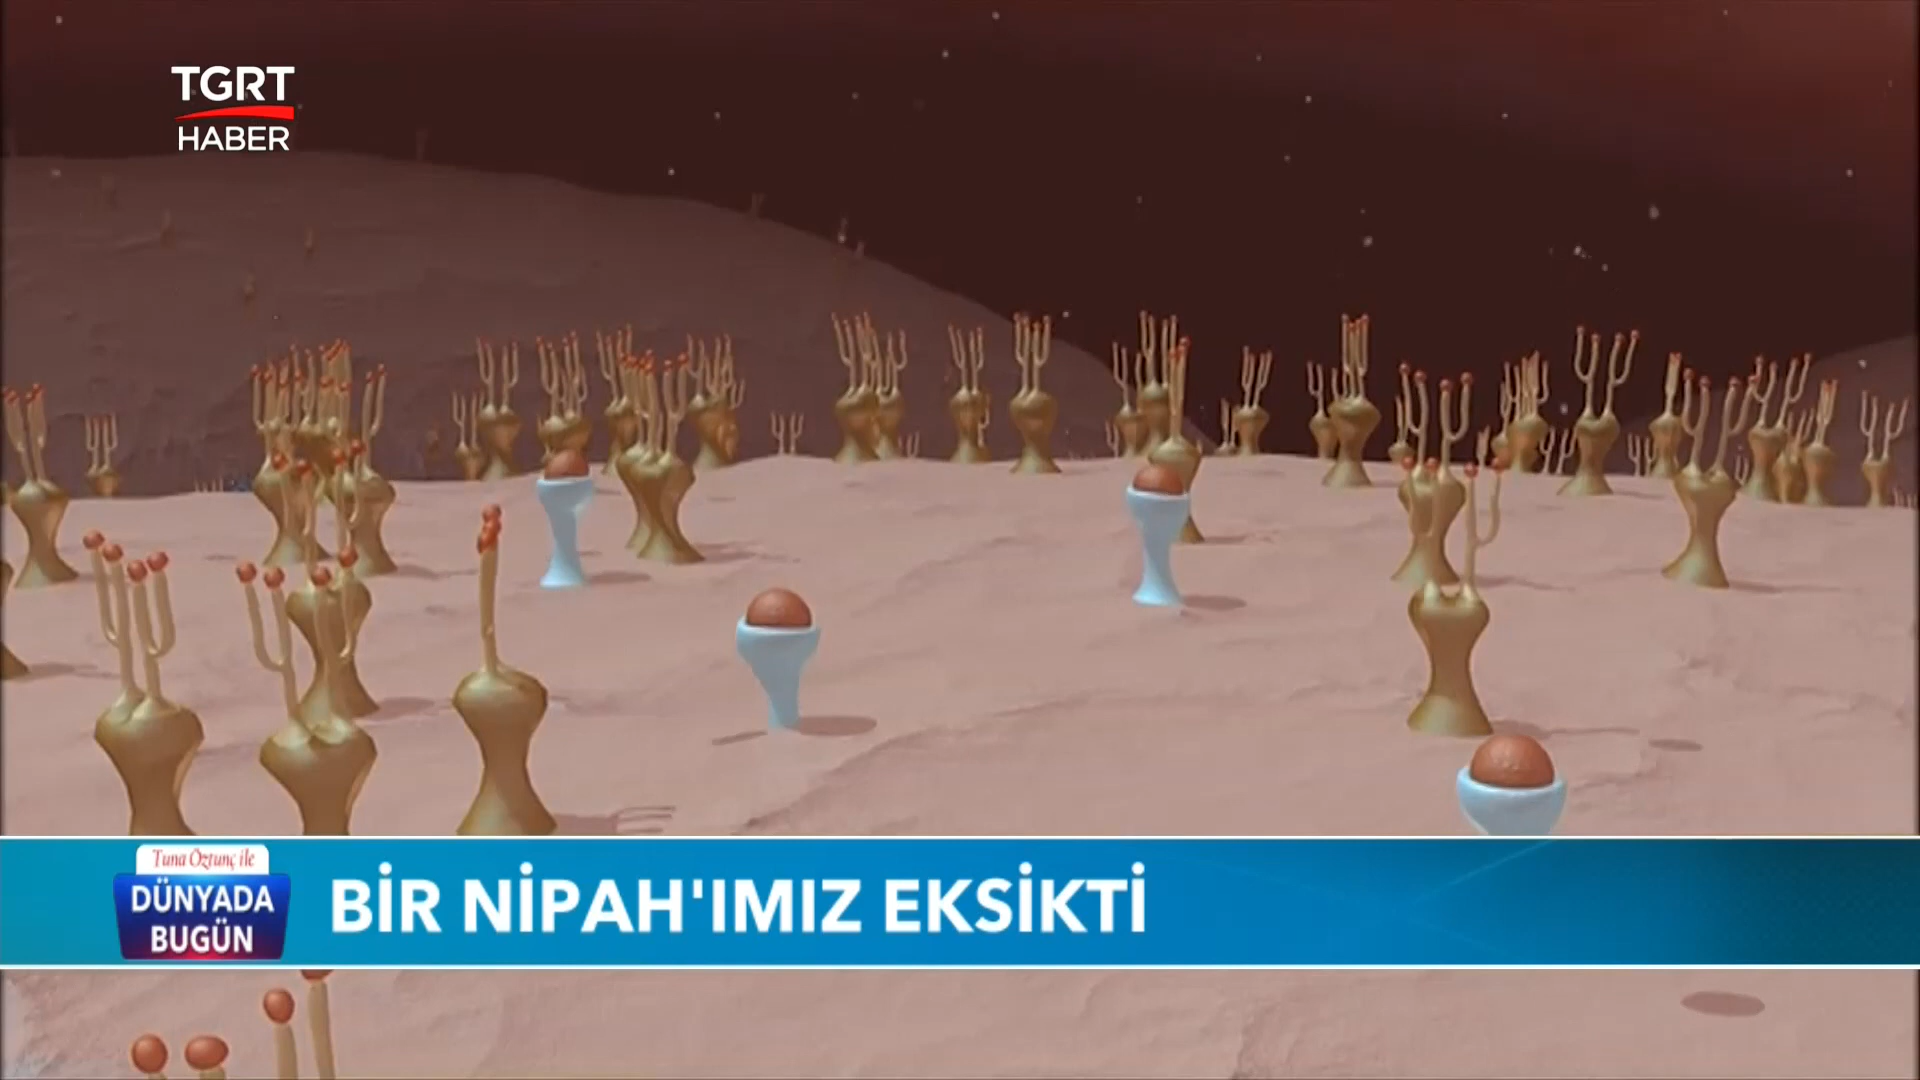 TGRT
HABER
Tuna Öztunç ile
DÜNYADA
BUGÜN
BİR NİPAH'IMIZ EKSİKTİ